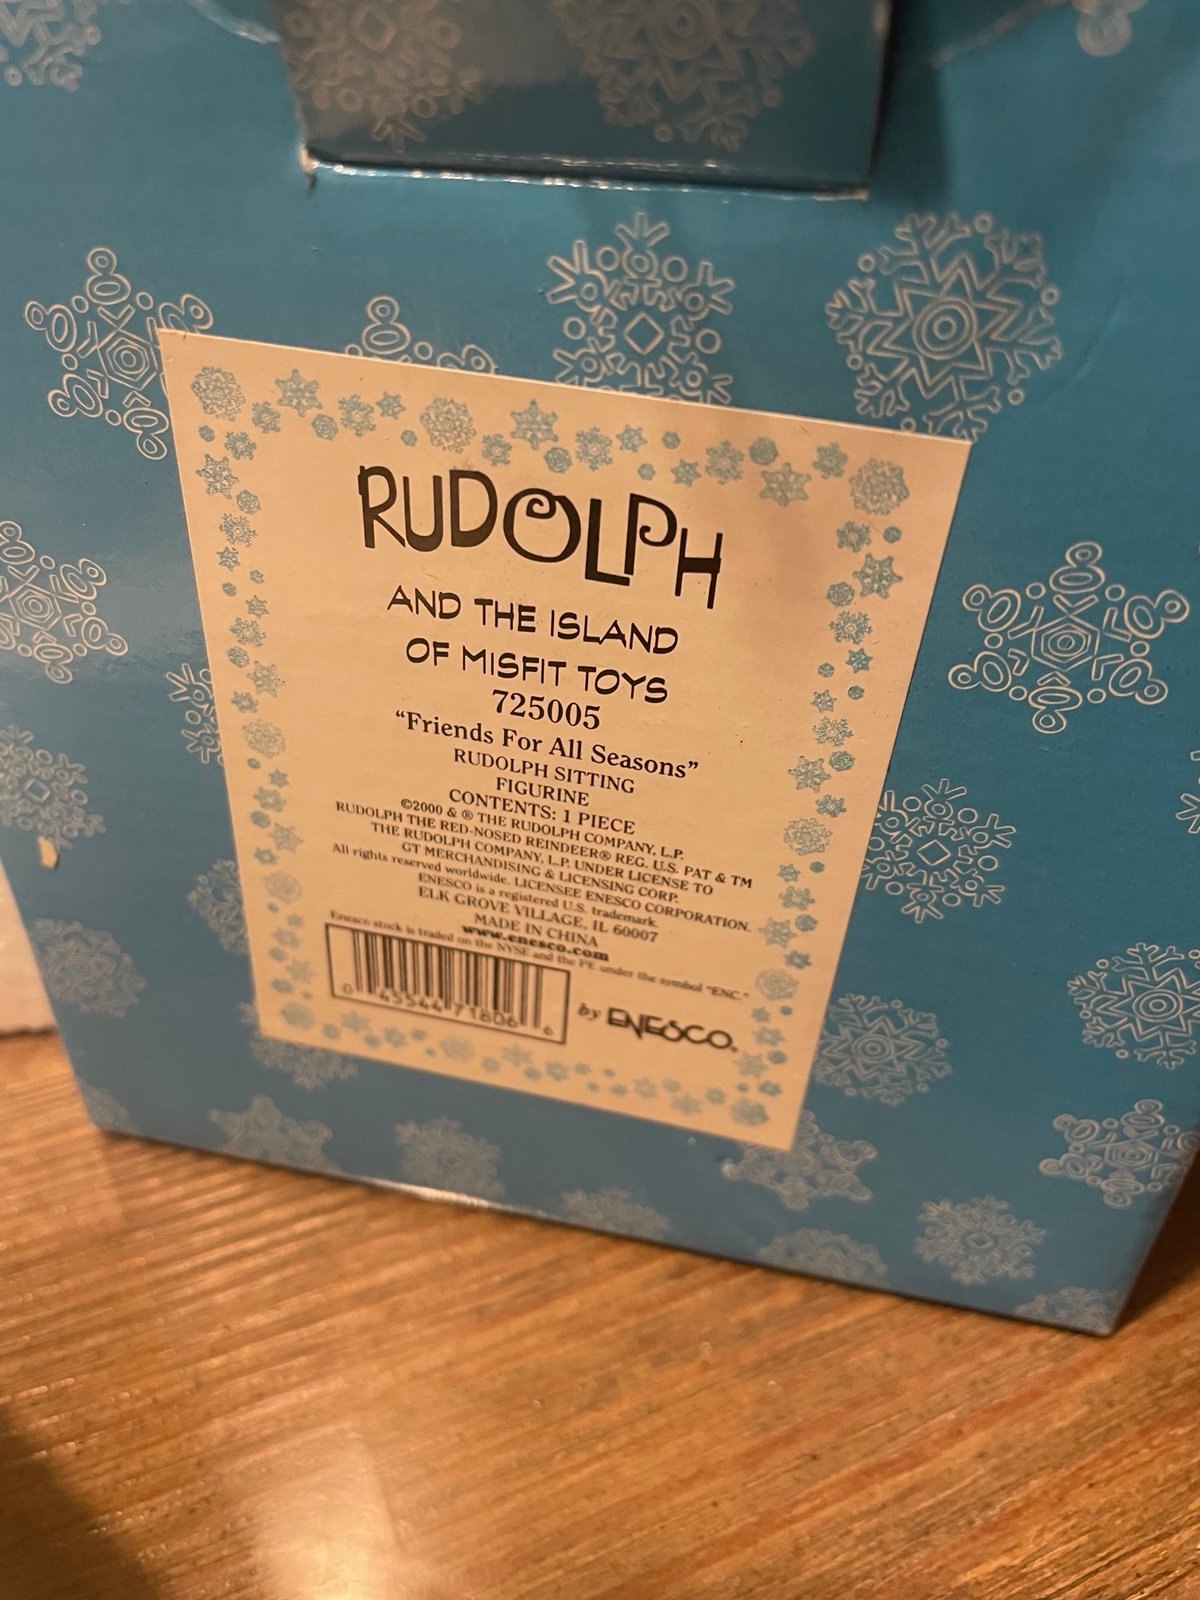 RUDOLPH
AND THE ISLAND
OF MISFIT TOYS
725005
“Friends For All Seasons”
RUDOLPH SITTING
FIGURINE
CONTENTS: 1 PIECE
©2000 & ® THE RUDOLPH COMPANY, L.P.
RUDOLPH THE RED-NOSED REINDEER® REG. U.S. PAT & TM
THE RUDOLPH COMPANY, L.P. UNDER LICENSE TO
GT MERCHANDISING & LICENSING CORP.
All rights reserved worldwide. LICENSEE ENESCO CORPORATION.
ENESCO is a registered U.S. trademark.
ELK GROVE VILLAGE, IL 60007
MADE IN CHINA
www.enesco.com
Enesco stock is traded on the NYSE and the PE under the symbol "ENC."
0 45544 71806 6
by ENESCO.